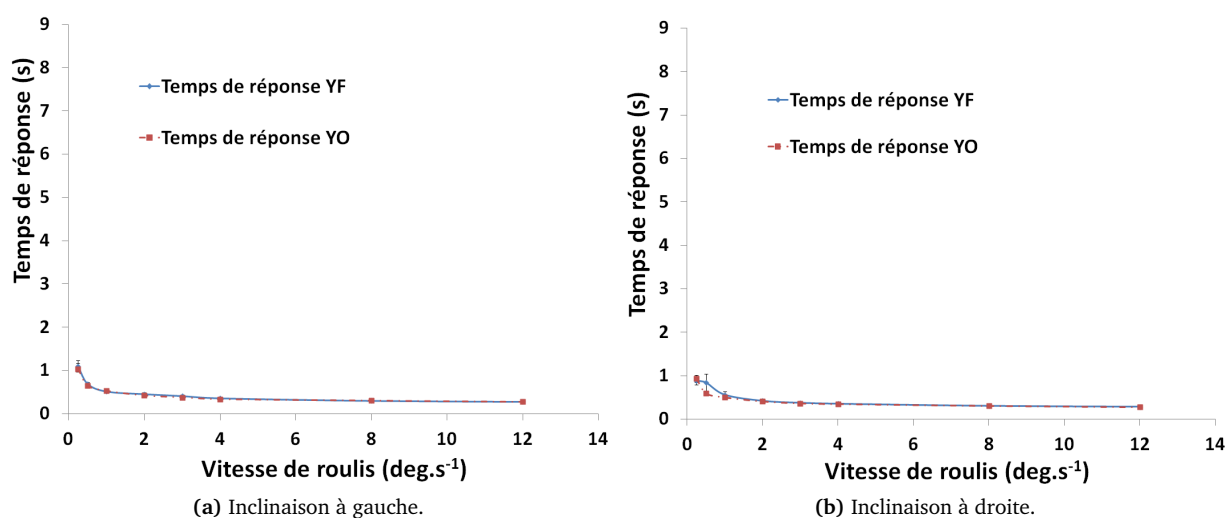 9
8
7
6
5
4
3
2
1
0
Temps de réponse (s)
Temps de réponse YF
Temps de réponse YO
0 2 4 6 8 10 12 14
Vitesse de roulis (deg.s-1)
(a) Inclinaison à gauche.
9
8
7
6
5
4
3
2
1
0
Temps de réponse (s)
Temps de réponse YF
Temps de réponse YO
0 2 4 6 8 10 12 14
Vitesse de roulis (deg.s-1)
(b) Inclinaison à droite.